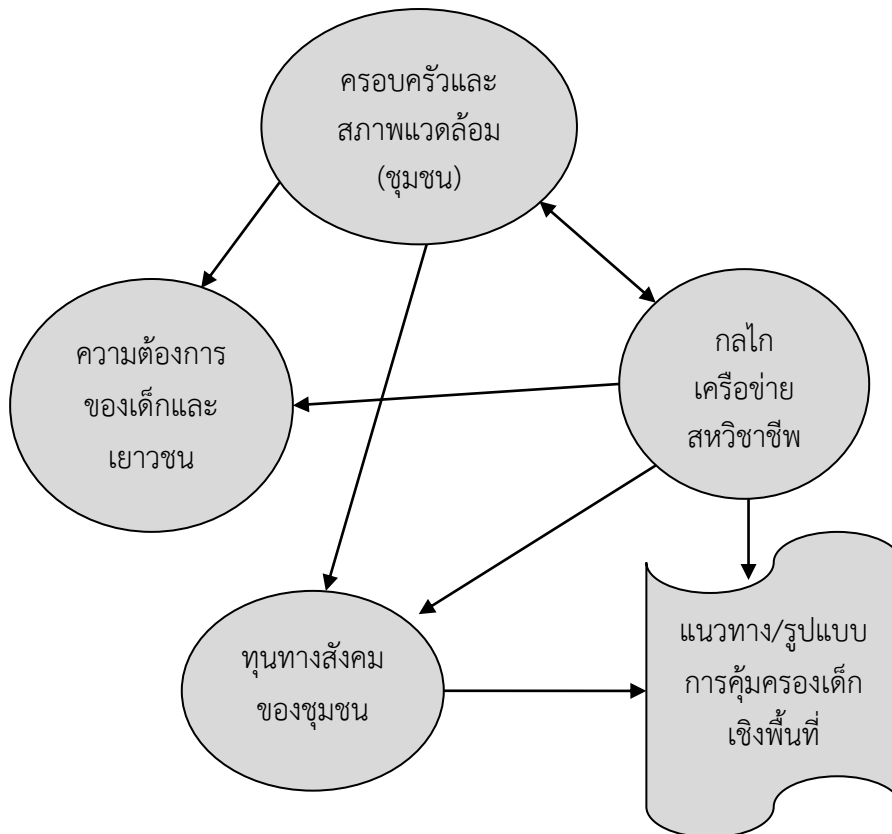 ครอบครัวและ
สภาพแวดล้อม
(ชุมชน)
ความต้องการ
ของเด็กและ
เยาวชน
กลไก
เครือข่าย
สหวิชาชีพ
ทุนทางสังคม
ของชุมชน
แนวทาง/รูปแบบ
การคุ้มครองเด็ก
เชิงพื้นที่